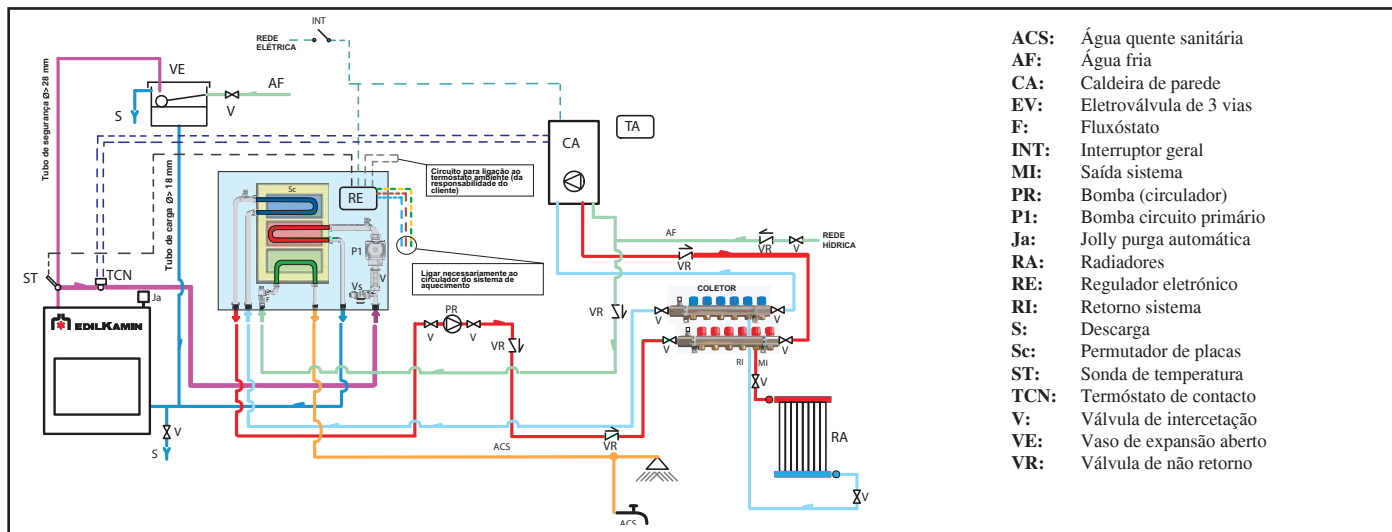 INT
REDE
ELÉTRICA
VE
AF
S
V
Tubo de segurança Ø> 28 mm
Tubo de carga Ø> 18 mm
CA
TA
Circuito para ligação ao
termóstato ambiente (da
responsabilidade do
cliente)
Sc
RE
P1
V
Vs
F
Ligar necessariamente ao
circulador do sistema de
aquecimento
AF
VR
V
REDE
HÍDRICA
VR
ST
TCN
Ja
EDILKAMIN
COLETOR
VR
V
V
V
V
PR
V
V
VR
RI
MI
V
RA
V
V
S
ACS
VR
ACS
ACS: Água quente sanitária
AF: Água fria
CA: Caldeira de parede
EV: Eletroválvula de 3 vias
F: Fluxóstato
INT: Interruptor geral
MI: Saída sistema
PR: Bomba (circulador)
P1: Bomba circuito primário
Ja: Jolly purga automática
RA: Radiadores
RE: Regulador eletrónico
RI: Retorno sistema
S: Descarga
Sc: Permutador de placas
ST: Sonda de temperatura
TCN: Termóstato de contacto
V: Válvula de intercetação
VE: Vaso de expansão aberto
VR: Válvula de não retorno